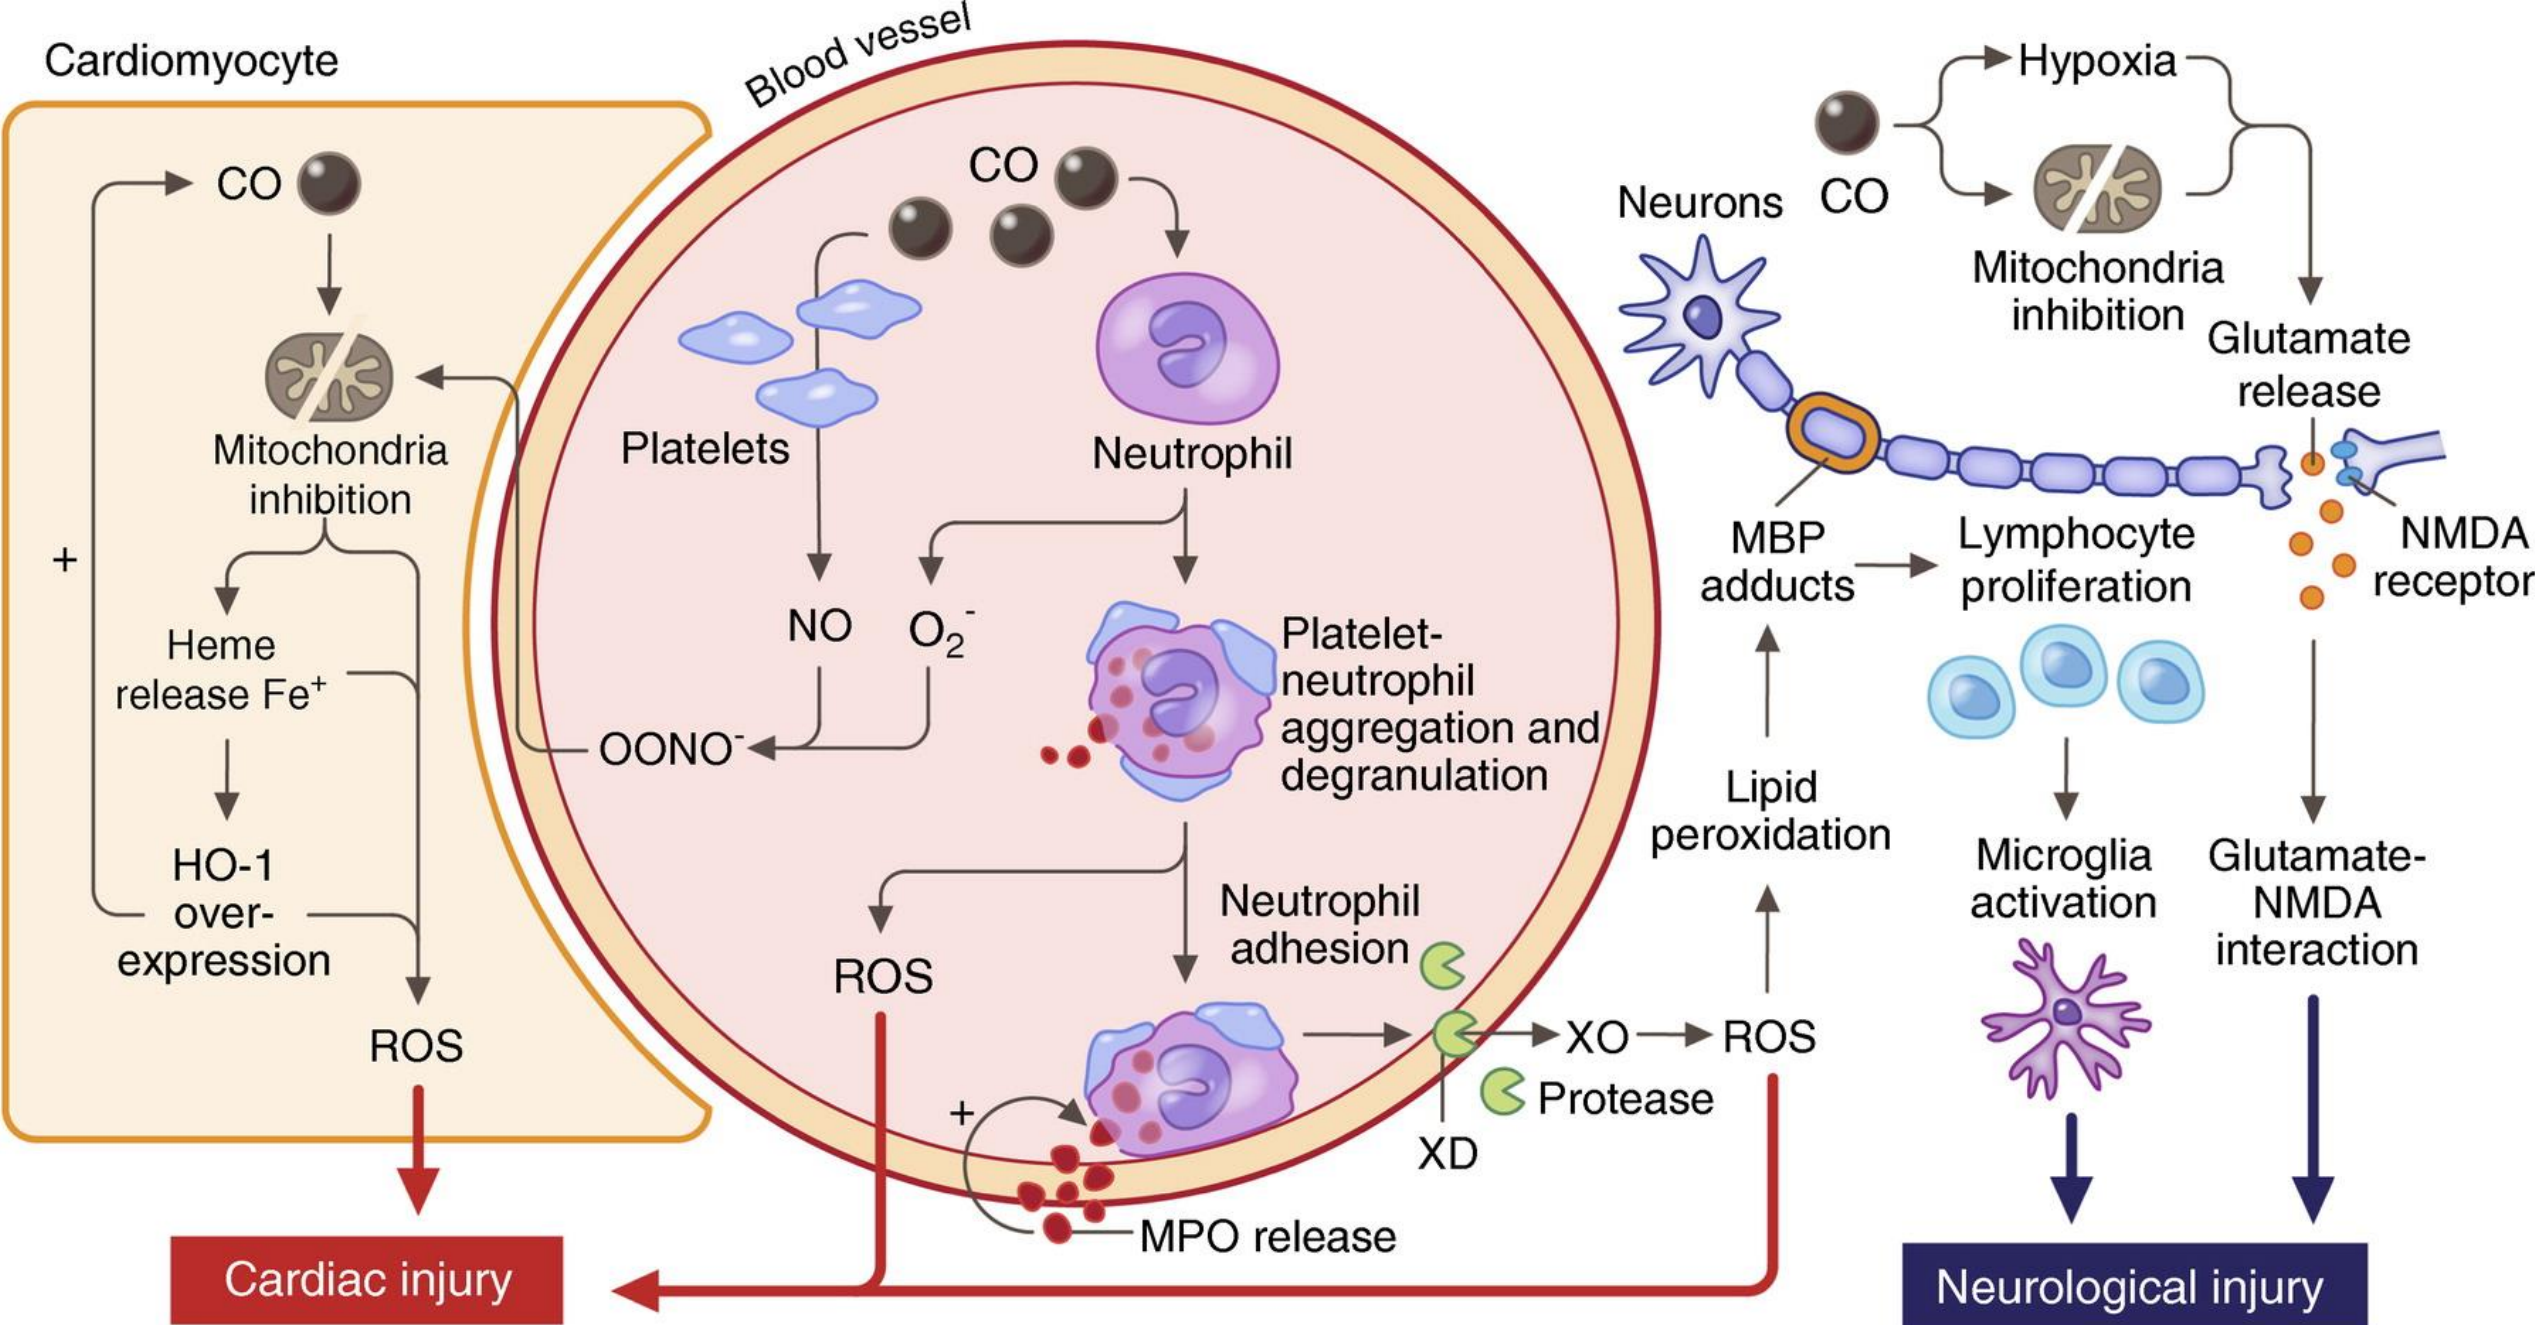 Cardiomyocyte
CO
Mitochondria
inhibition
+
Heme
release Fe⁺
HO-1
over-
expression
ROS
Cardiac injury
Blood vessel
CO
Platelets
Neutrophil
NO
O₂⁻
OONO⁻
Platelet-
neutrophil
aggregation and
degranulation
ROS
Neutrophil
adhesion
+
MPO release
XD
XO
ROS
Protease
Lipid
peroxidation
MBP
adducts
Neurons
CO
Hypoxia
Mitochondria
inhibition
Glutamate
release
NMDA
receptor
Lymphocyte
proliferation
Microglia
activation
Glutamate-
NMDA
interaction
Neurological injury